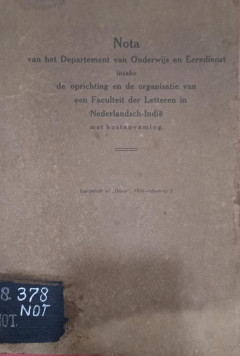 Nota
van het Departement van Onderwijs en Eeredienst
inzake
de oprichting en de organisatie van
een Faculteit der Letteren in
Nederlandsch-Indië
met kostenraming.
378
NOT